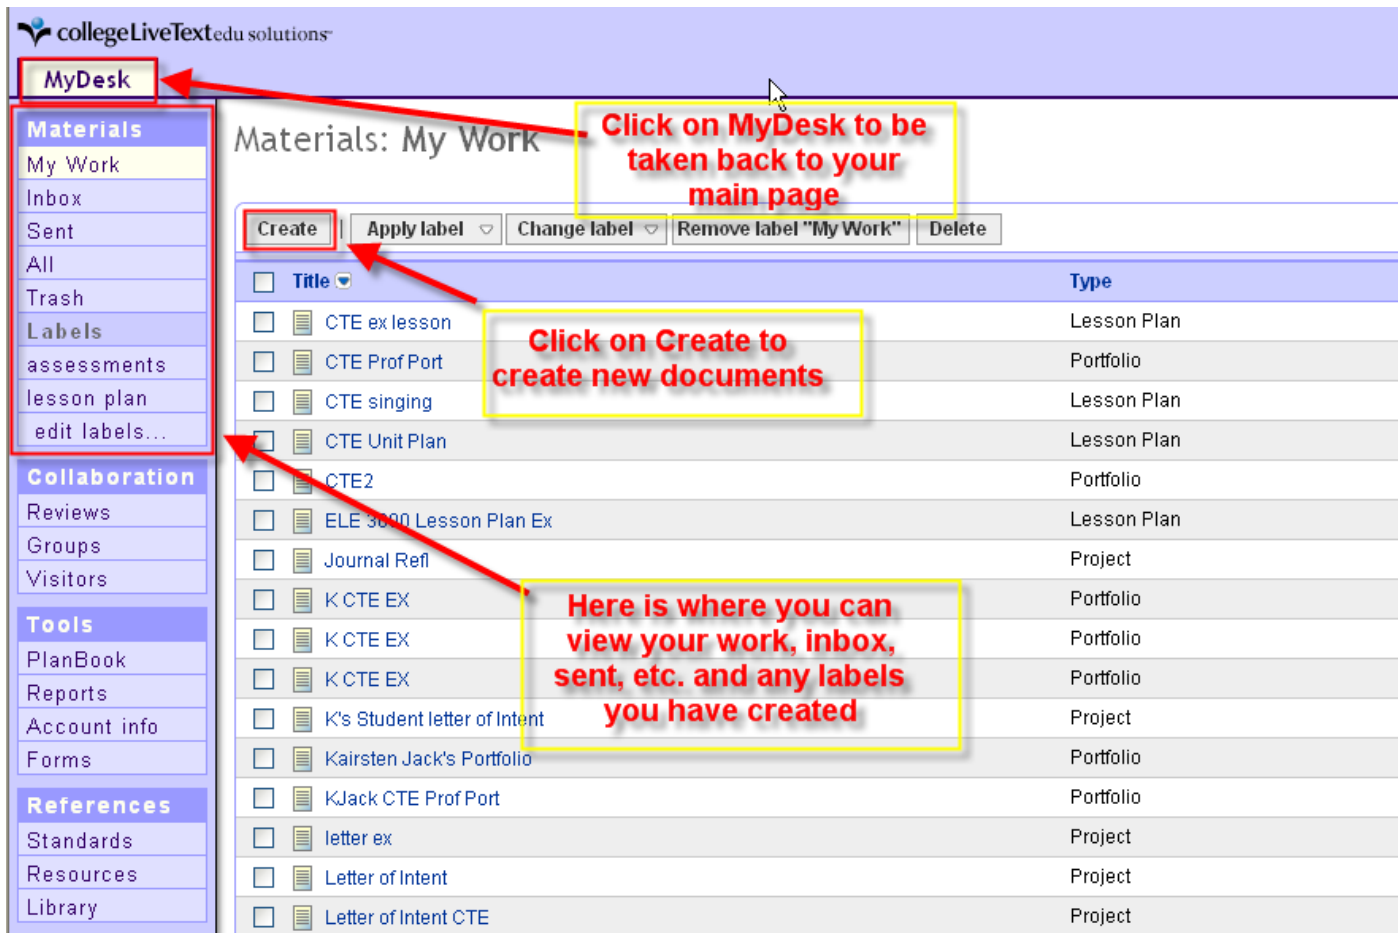 collegeLiveText edu solutions
MyDesk
Click on MyDesk to be
taken back to your
main page
Materials
My Work
Inbox
Sent
All
Trash
Labels
assessments
lesson plan
edit labels...
Collaboration
Reviews
Groups
Visitors
Tools
PlanBook
Reports
Account info
Forms
References
Standards
Resources
Library
Materials: My Work
Create | Apply label Change label Remove label "My Work" Delete
Title Type
CTE ex lesson Lesson Plan
CTE Prof Port Portfolio
CTE singing Lesson Plan
CTE Unit Plan Lesson Plan
CTE2 Portfolio
ELE 3000 Lesson Plan Ex Lesson Plan
Journal Refl Project
K CTE EX Portfolio
K CTE EX Portfolio
K CTE EX Portfolio
K's Student letter of Intent Project
Kairsten Jack's Portfolio Portfolio
KJack CTE Prof Port Portfolio
letter ex Project
Letter of Intent Project
Letter of Intent CTE Project
Click on Create to
create new documents
Here is where you can
view your work, inbox,
sent, etc. and any labels
you have created